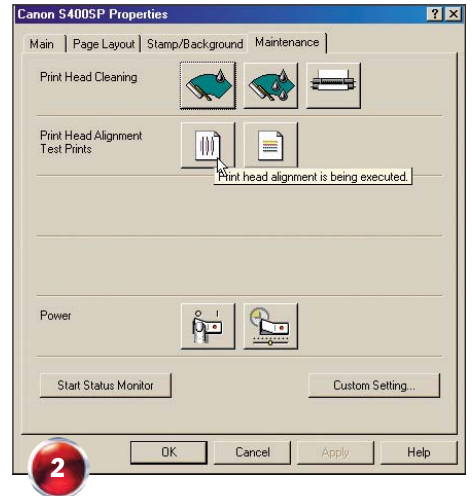 Canon S400SP Properties
Main Page Layout Stamp/Background Maintenance
Print Head Cleaning
Print Head Alignment
Test Prints
Print head alignment is being executed.
Power
Start Status Monitor Custom Setting...
OK Cancel Apply Help
2